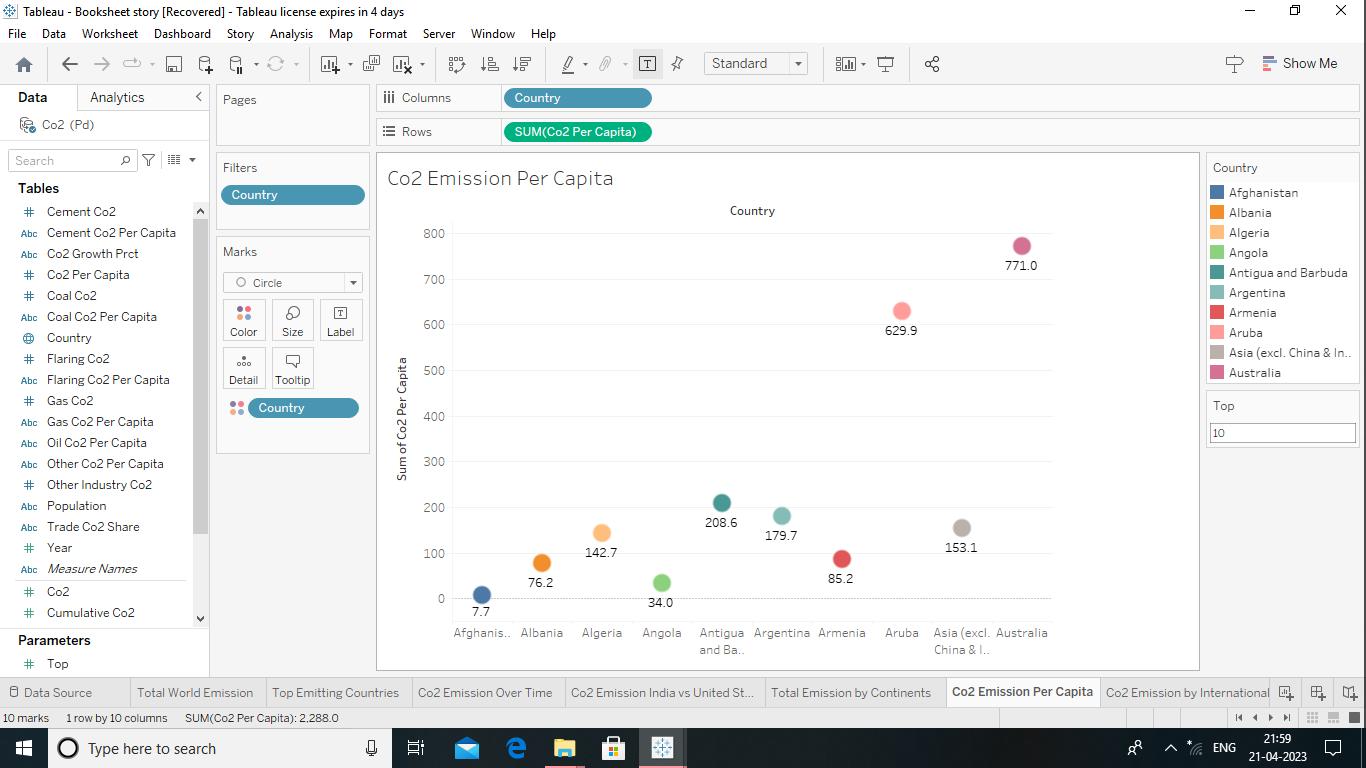 Tableau - Booksheet story [Recovered] - Tableau license expires in 4 days
File Data Worksheet Dashboard Story Analysis Map Format Server Window Help
Standard
Show Me
Data Analytics
Co2 (Pd)
Search
Tables
# Cement Co2
Abc Cement Co2 Per Capita
Abc Co2 Growth Prct
# Co2 Per Capita
# Coal Co2
Abc Coal Co2 Per Capita
Country
# Flaring Co2
Abc Flaring Co2 Per Capita
# Gas Co2
Abc Gas Co2 Per Capita
Abc Oil Co2 Per Capita
Abc Other Co2 Per Capita
# Other Industry Co2
Abc Population
Abc Trade Co2 Share
# Year
Abc Measure Names
# Co2
# Cumulative Co2
Parameters
# Top
Pages
Filters
Country
Marks
Circle
Color Size Label
Detail Tooltip
Country
Columns Country
Rows SUM(Co2 Per Capita)
Co2 Emission Per Capita
Country
Sum of Co2 Per Capita
800
700
600
500
400
300
200
100
0
7.7
76.2
142.7
34.0
208.6
179.7
85.2
629.9
153.1
771.0
Afghanis.. Albania Algeria Angola Antigua and Ba.. Argentina Armenia Aruba Asia (excl. China & I.. Australia
Country
Afghanistan
Albania
Algeria
Angola
Antigua and Barbuda
Argentina
Armenia
Aruba
Asia (excl. China & In..
Australia
Top
10
Data Source Total World Emission Top Emitting Countries Co2 Emission Over Time Co2 Emission India vs United St... Total Emission by Continents Co2 Emission Per Capita Co2 Emission by International
10 marks 1 row by 10 columns SUM(Co2 Per Capita): 2,288.0
Type here to search
ENG
21:59
21-04-2023